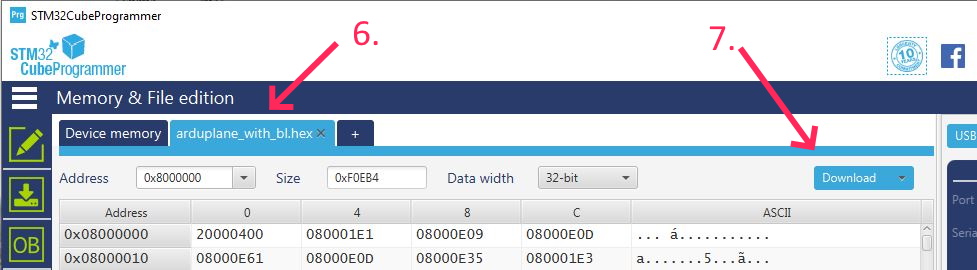 Prg STM32CubeProgrammer
6.
7.
STM32
CubeProgrammer
10
Memory & File edition
Device memory arduplane_with_bl.hex × +
USB
Address 0x8000000 Size 0xF0EB4 Data width 32-bit Download
Port
Address 0 4 8 C ASCII
Seria
0x08000000 20000400 080001E1 08000E09 08000E0D ... á...........
0x08000010 08000E61 08000E0D 08000E35 080001E3 a.......5...ã...
OB